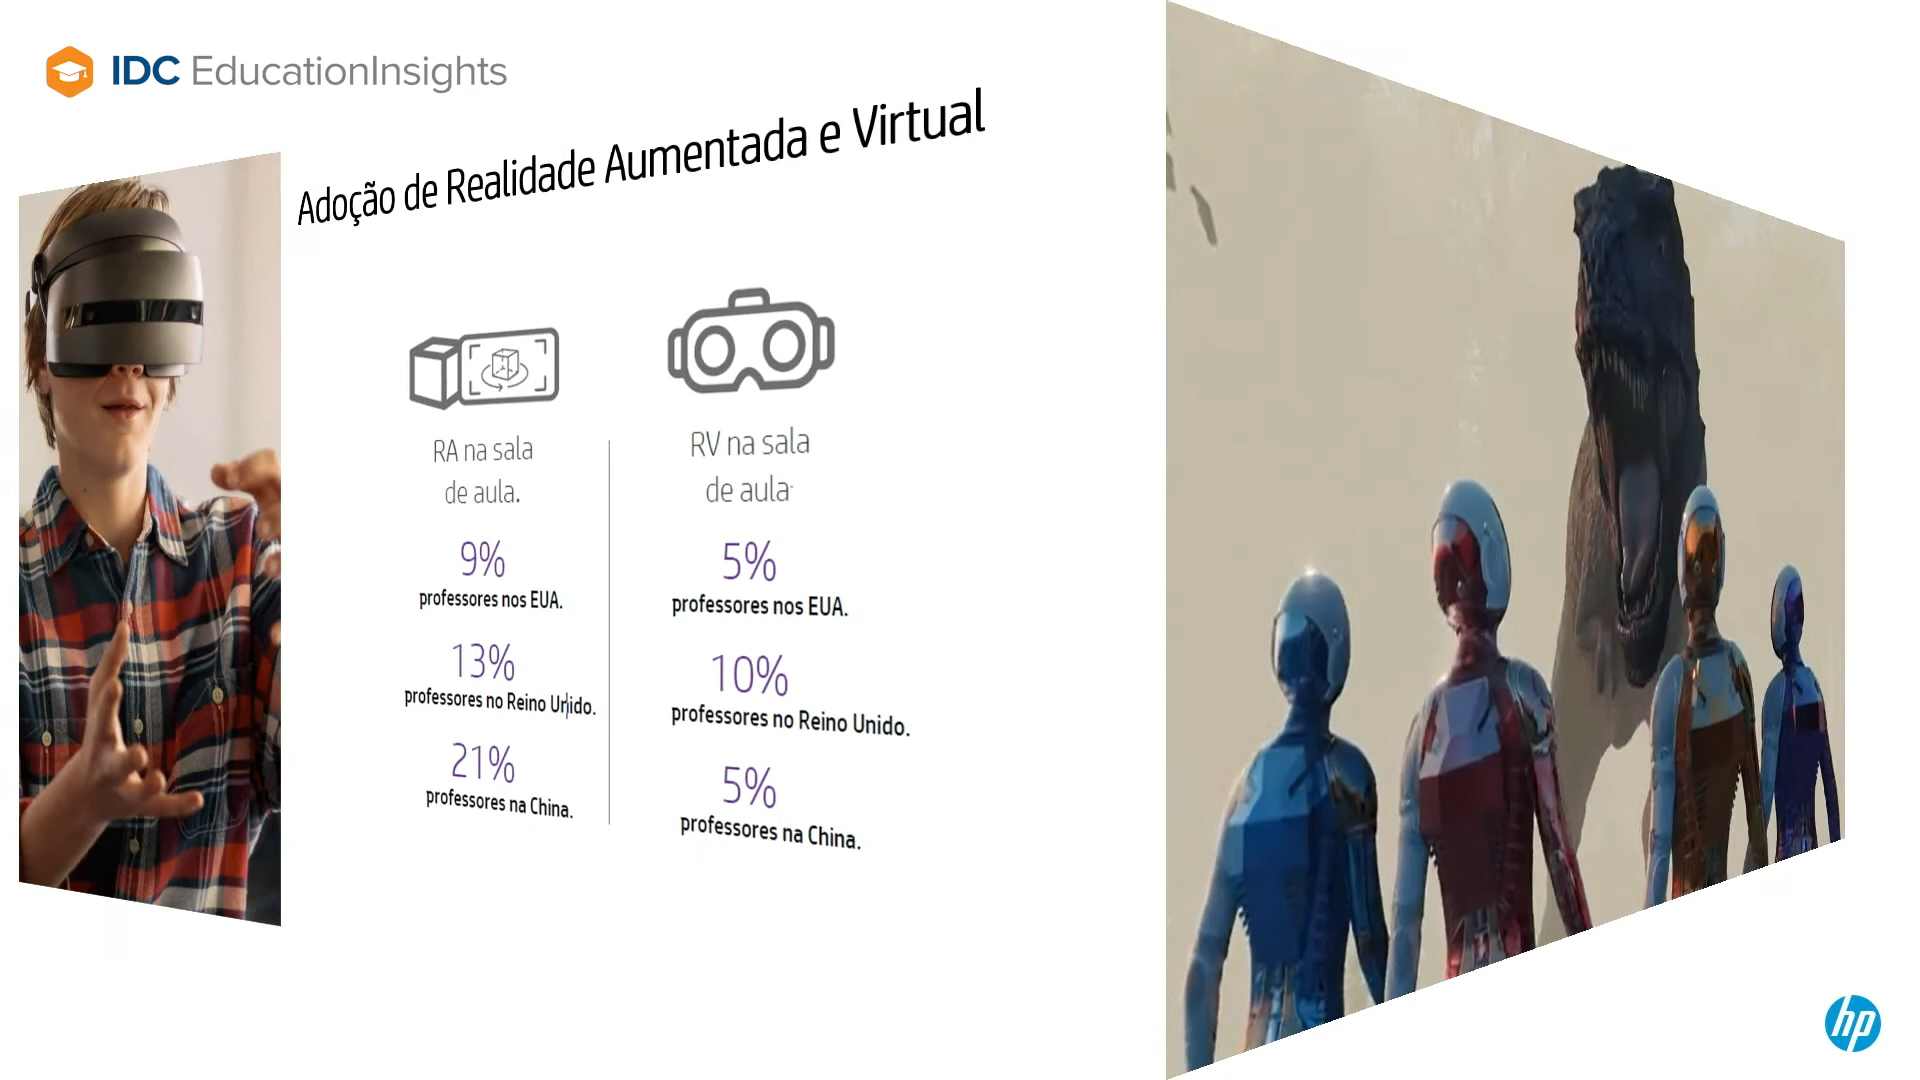 IDC EducationInsights
Adoção de Realidade Aumentada e Virtual
RA na sala
de aula.
9%
professores nos EUA.
13%
professores no Reino Unido.
21%
professores na China.
RV na sala
de aula
5%
professores nos EUA.
10%
professores no Reino Unido.
5%
professores na China.
hp